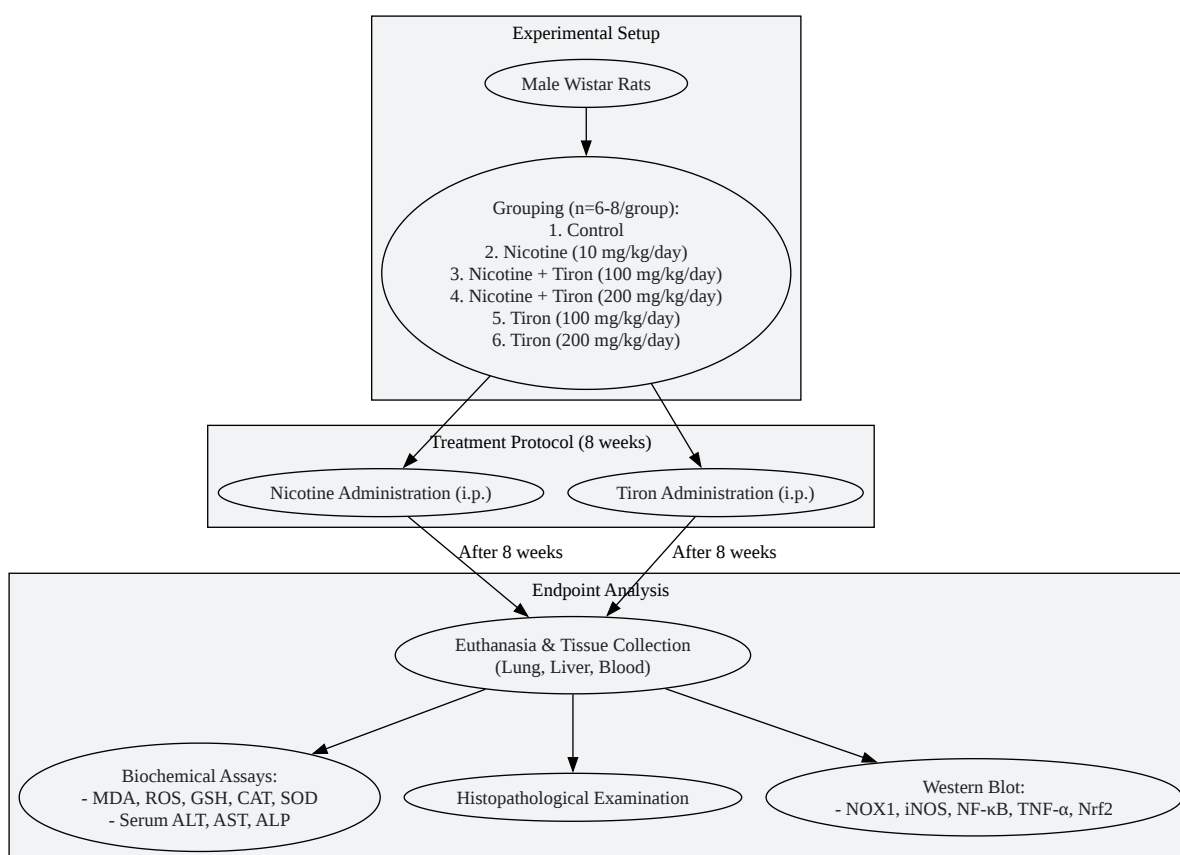 Experimental Setup
Male Wistar Rats
Grouping (n=6-8/group):
1. Control
2. Nicotine (10 mg/kg/day)
3. Nicotine + Tiron (100 mg/kg/day)
4. Nicotine + Tiron (200 mg/kg/day)
5. Tiron (100 mg/kg/day)
6. Tiron (200 mg/kg/day)
Treatment Protocol (8 weeks)
Nicotine Administration (i.p.)
Tiron Administration (i.p.)
After 8 weeks
After 8 weeks
Endpoint Analysis
Euthanasia & Tissue Collection
(Lung, Liver, Blood)
Biochemical Assays:
- MDA, ROS, GSH, CAT, SOD
- Serum ALT, AST, ALP
Histopathological Examination
Western Blot:
- NOX1, iNOS, NF-κB, TNF-α, Nrf2